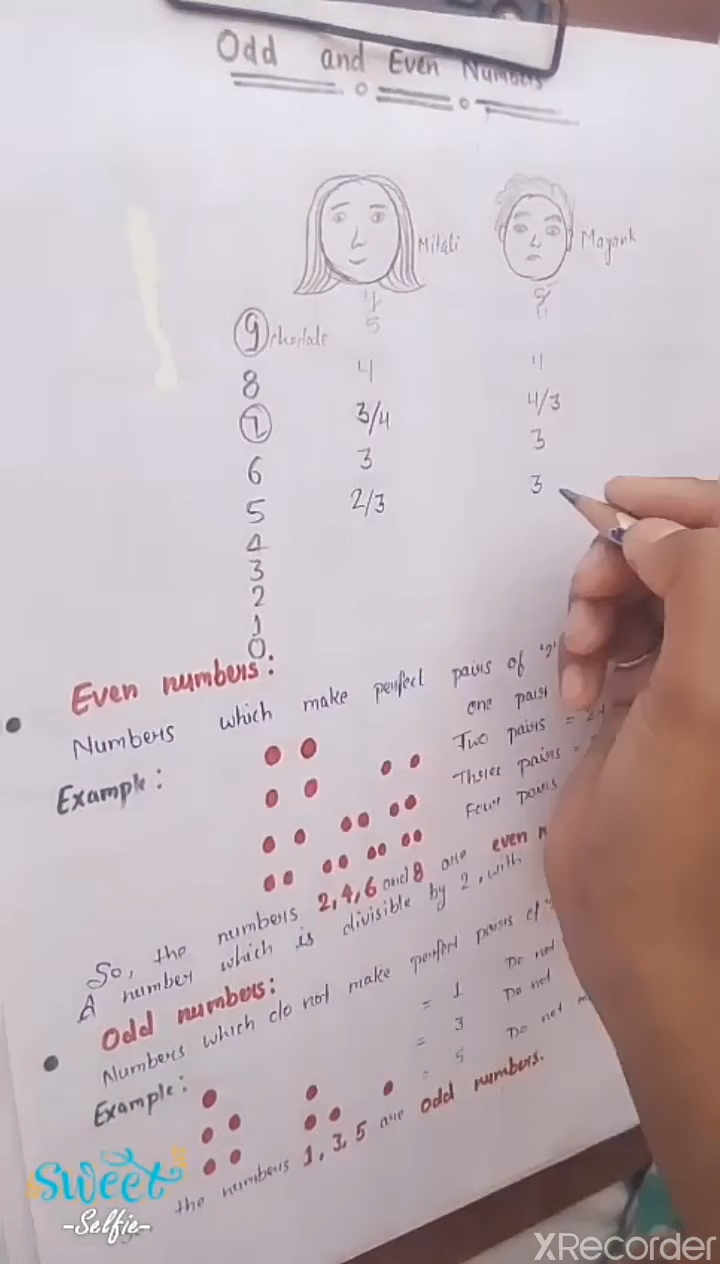 Odd and Even Numbers
Mitali Mayank
5
9
8 4 4
7 3/4 4/3
6 3 3
5 2/3 3
4
3
2
1
0
Even numbers:
Numbers which make perfect pairs of '2'
Example: one pair
Two pairs = 2+
Three pairs =
Four pairs
So, the numbers 2, 4, 6 and 8 are even
A number which is divisible by 2, with
Odd numbers:
Numbers which do not make perfect pairs of
Example: = 1 Do not
= 3 Do not
= 5 Do not
the numbers 1, 3, 5 are odd numbers.
Sweet
-Selfie-
XRecorder